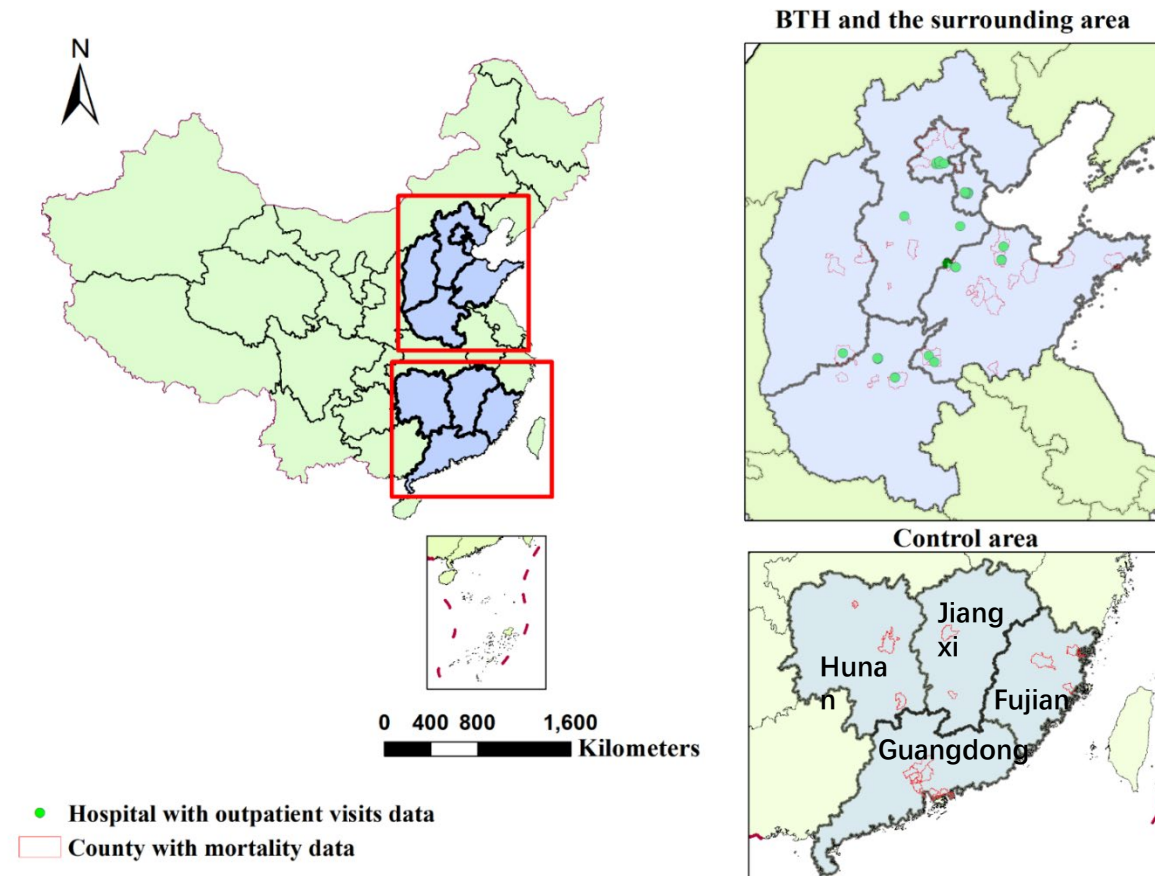 BTH and the surrounding area
N
Control area
Jiang
xi
Huna
n
Fujian
Guangdong
0 400 800 1,600
Kilometers
Hospital with outpatient visits data
County with mortality data